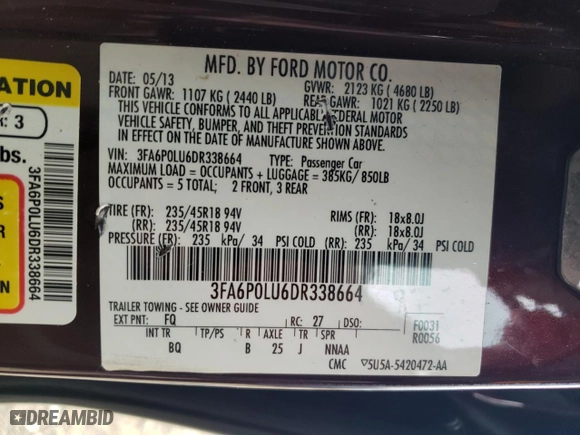 ATION
: 3
bs.
3FA6P0LU6DR338664
MFD. BY FORD MOTOR CO.
DATE: 05/13 GVWR: 2123 KG ( 4680 LB)
FRONT GAWR: 1107 KG ( 2440 LB) REAR GAWR: 1021 KG ( 2250 LB)
THIS VEHICLE CONFORMS TO ALL APPLICABLE FEDERAL MOTOR
VEHICLE SAFETY, BUMPER, AND THEFT PREVENTION STANDARDS
IN EFFECT ON THE DATE OF MANUFACTURE SHOWN ABOVE.
VIN: 3FA6P0LU6DR338664 TYPE: Passenger Car
MAXIMUM LOAD = OCCUPANTS + LUGGAGE = 385KG/850LB
OCCUPANTS = 5 TOTAL; 2 FRONT, 3 REAR
TIRE (FR): 235/45R18 94V RIMS (FR): 18x8.0J
(RR): 235/45R18 94V (RR): 18x8.0J
PRESSURE (FR): 235 kPa/ 34 PSI COLD (RR): 235 kPa/ 34 PSI COLD
3FA6P0LU6DR338664
TRAILER TOWING - SEE OWNER GUIDE
EXT PNT: FQ RC: 27 DSO: F0031
R0056
INT TR TP/PS R AXLE TR SPR
BQ B 25 J NNAA
CMC ▽5U5A-5420472-AA
DREAMBID